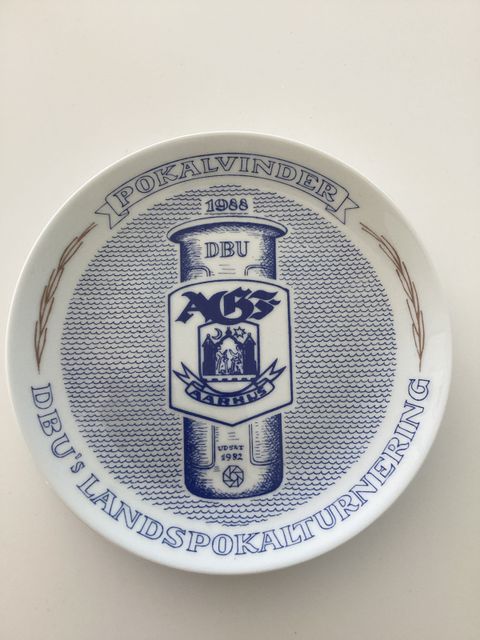 POKALVINDER
1988
DBU
AGF
AARHUS
UDSAT
1982
DBU's LANDSPOKALTURNERING